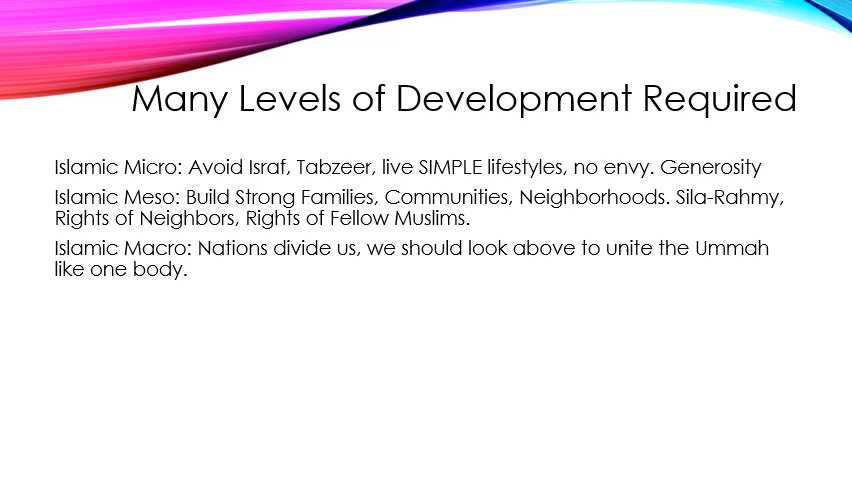 Many Levels of Development Required
Islamic Micro: Avoid Israf, Tabzeer, live SIMPLE lifestyles, no envy. Generosity
Islamic Meso: Build Strong Families, Communities, Neighborhoods. Sila-Rahmy,
Rights of Neighbors, Rights of Fellow Muslims.
Islamic Macro: Nations divide us, we should look above to unite the Ummah
like one body.